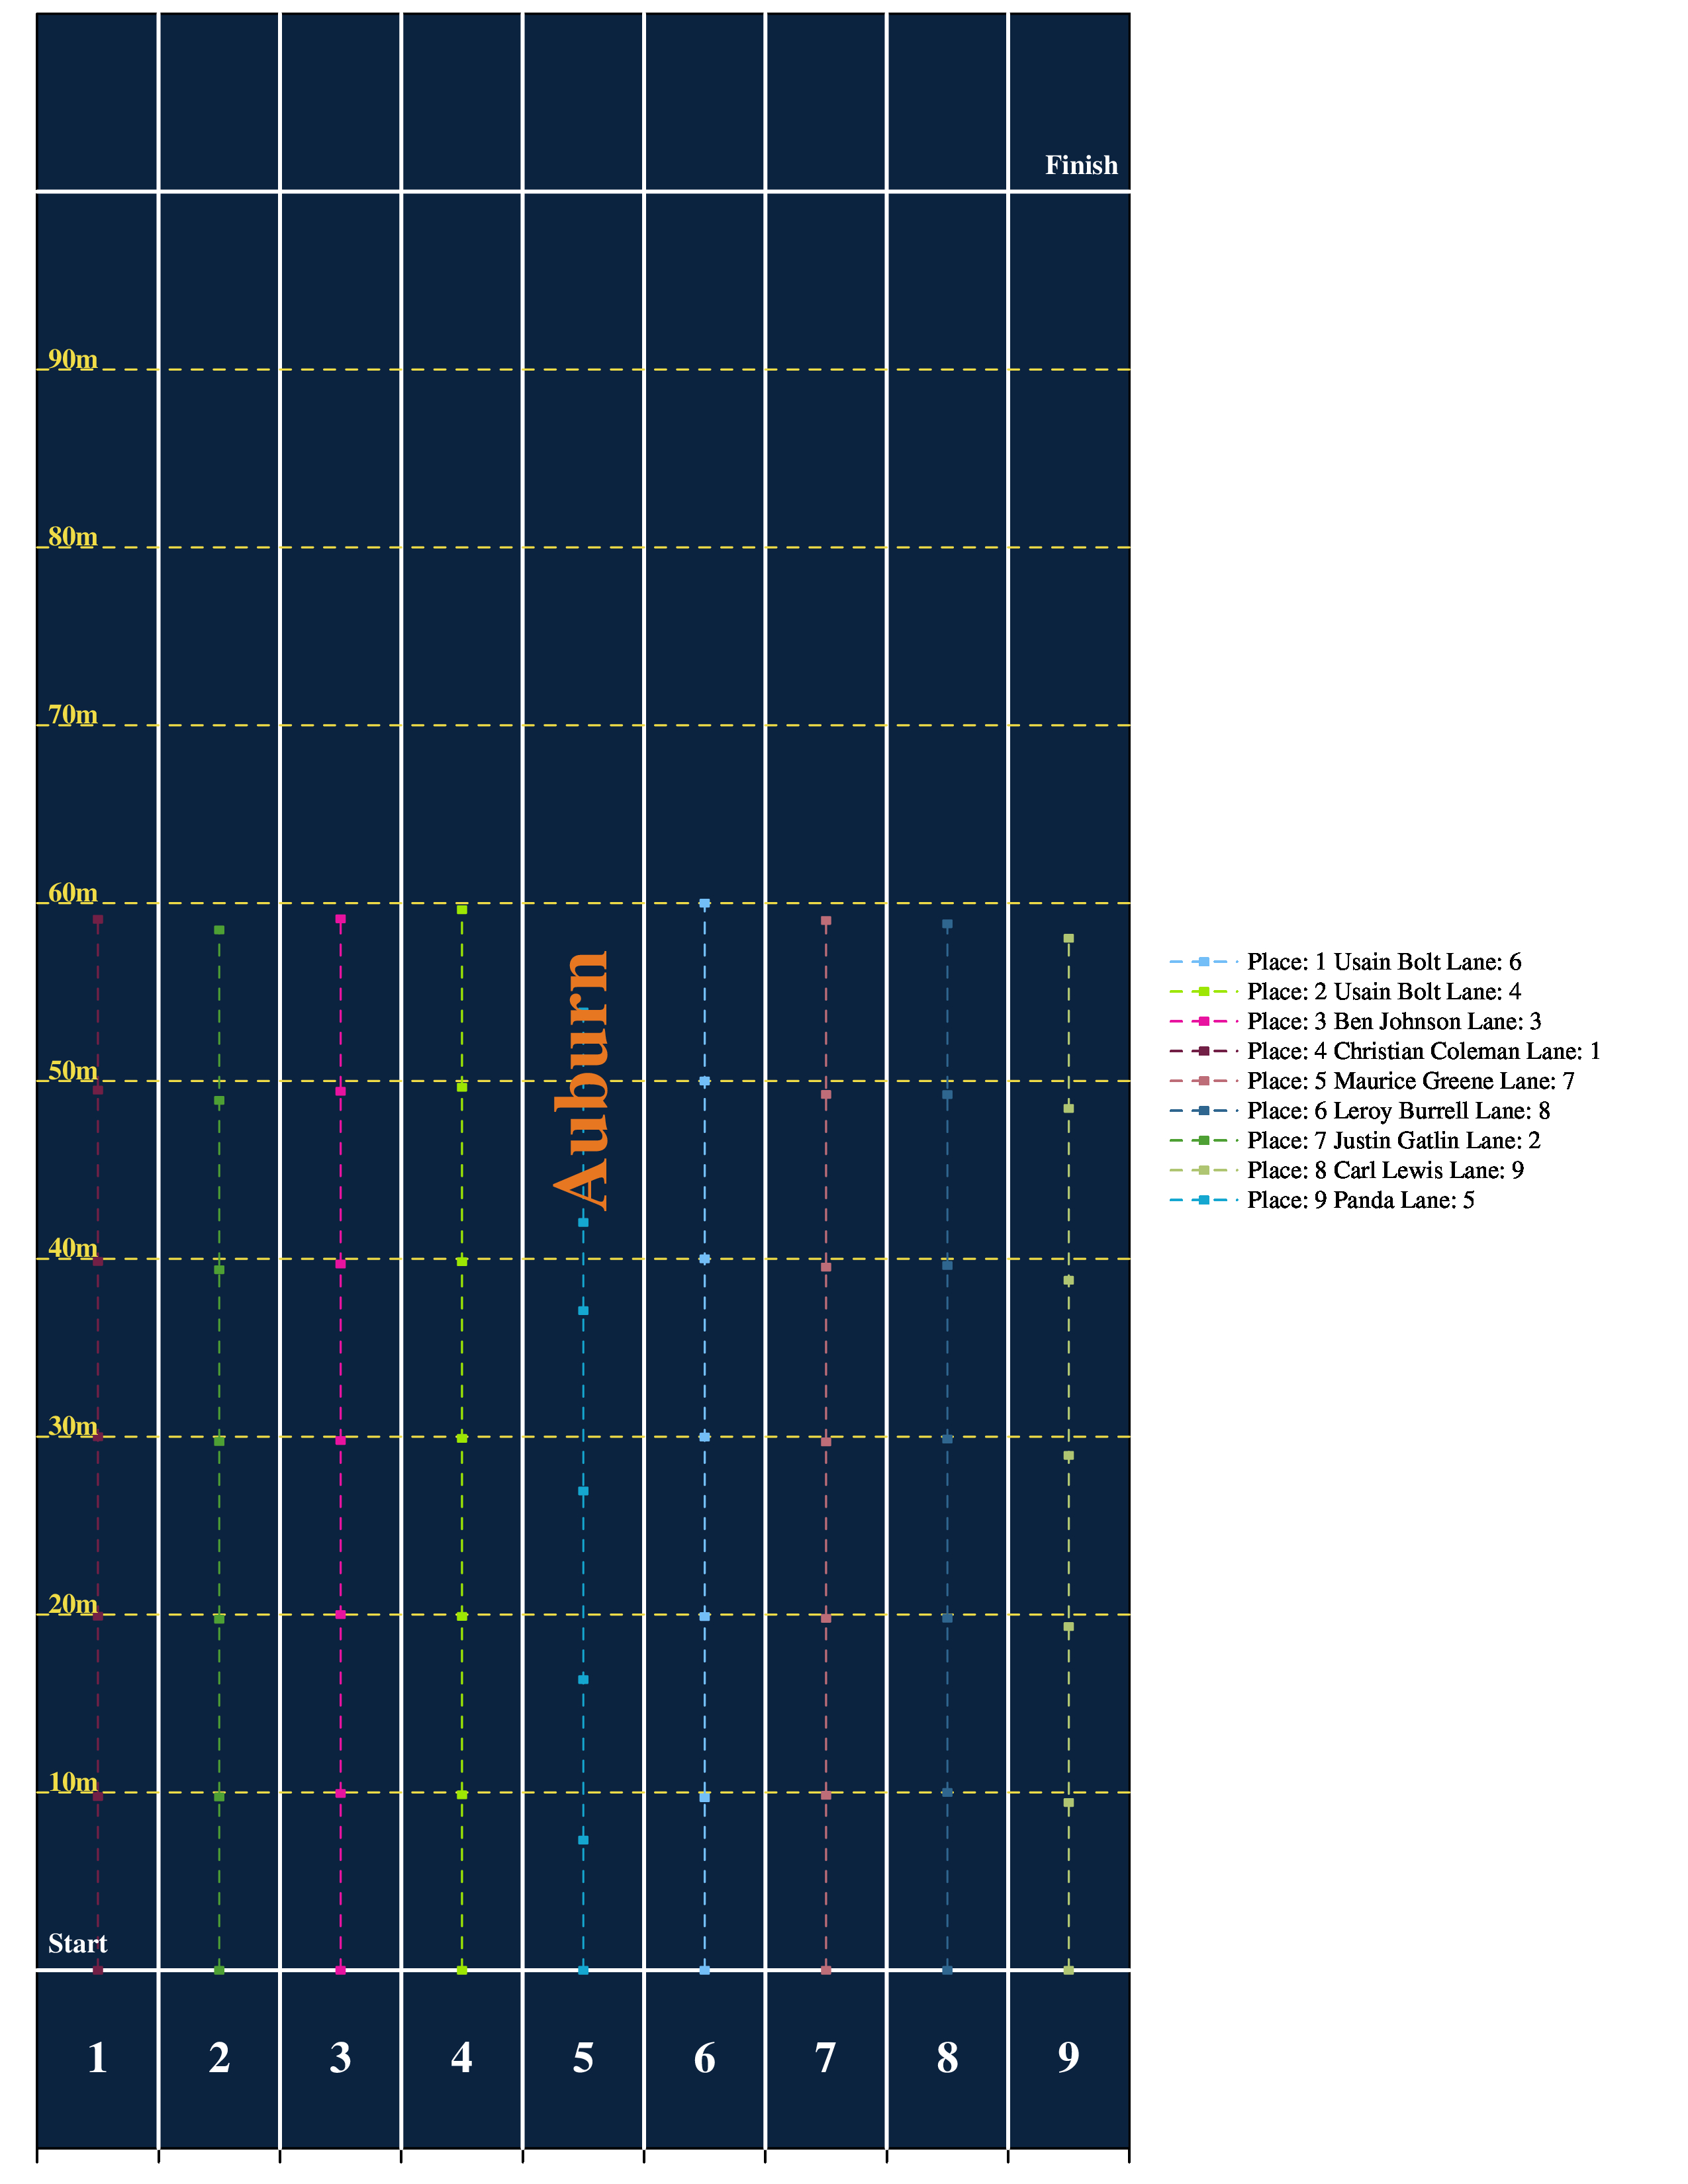 Finish
90m
80m
70m
60m
50m
40m
30m
20m
10m
Start
Auburn
1 2 3 4 5 6 7 8 9
Place: 1 Usain Bolt Lane: 6
Place: 2 Usain Bolt Lane: 4
Place: 3 Ben Johnson Lane: 3
Place: 4 Christian Coleman Lane: 1
Place: 5 Maurice Greene Lane: 7
Place: 6 Leroy Burrell Lane: 8
Place: 7 Justin Gatlin Lane: 2
Place: 8 Carl Lewis Lane: 9
Place: 9 Panda Lane: 5